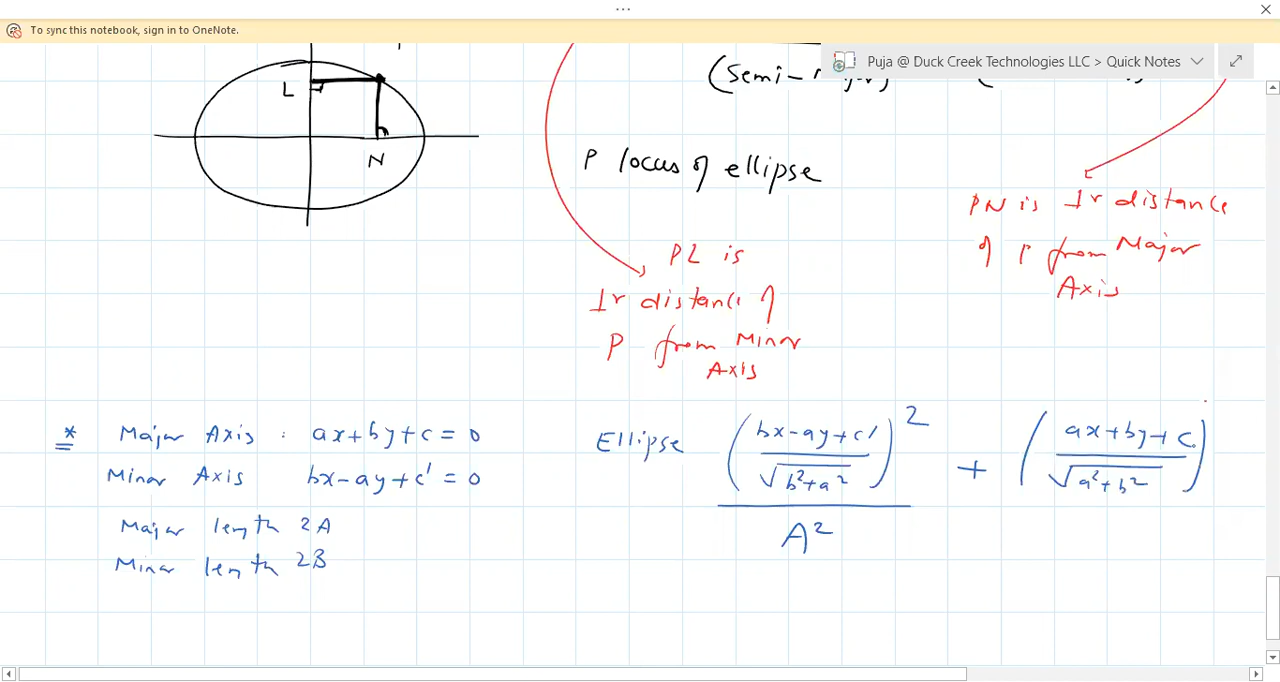 To sync this notebook, sign in to OneNote.
Puja @ Duck Creek Technologies LLC > Quick Notes
(Semi-
L
N
P locus of ellipse
PN is ⊥r distance
of P from Major
Axis
PL is
⊥r distance of
P from Minor
Axis
* Major Axis : ax+by+c = 0
Minor Axis bx-ay+c' = 0
Major length 2A
Minor length 2B
Ellipse ((bx-ay+c')/√(b²+a²))² / A² + ((ax+by+c)/√(a²+b²))